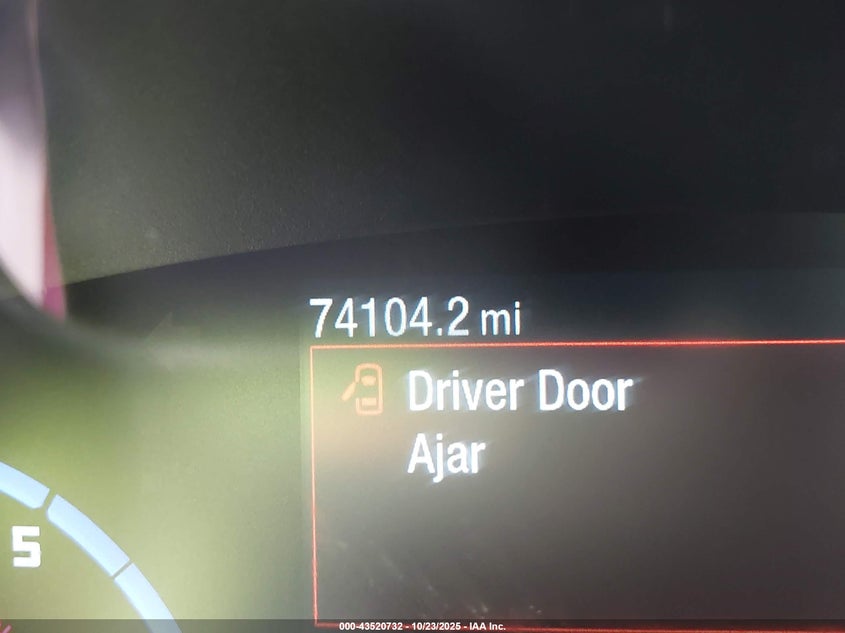 74104.2 mi
Driver Door
Ajar
5
000-43520732 - 10/23/2025 - IAA Inc.